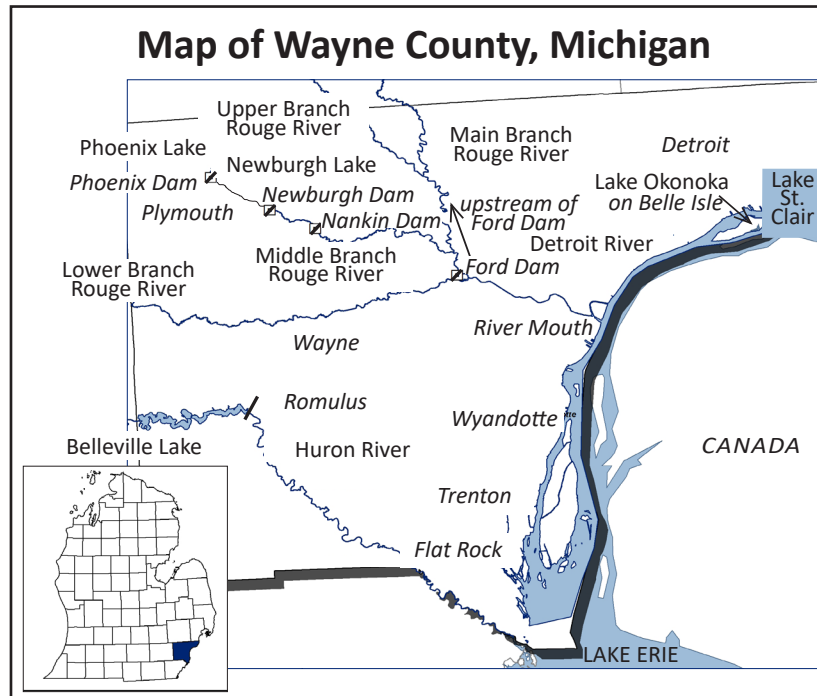 Map of Wayne County, Michigan
Upper Branch
Rouge River
Main Branch
Rouge River
Detroit
Phoenix Lake
Newburgh Lake
Phoenix Dam
Newburgh Dam
Plymouth
Nankin Dam
upstream of
Ford Dam
Lake Okonoka
on Belle Isle
Lake
St.
Clair
Detroit River
Middle Branch
Rouge River
Ford Dam
Lower Branch
Rouge River
River Mouth
Wayne
Romulus
Wyandotte
Belleville Lake
Huron River
CANADA
Trenton
Flat Rock
LAKE ERIE